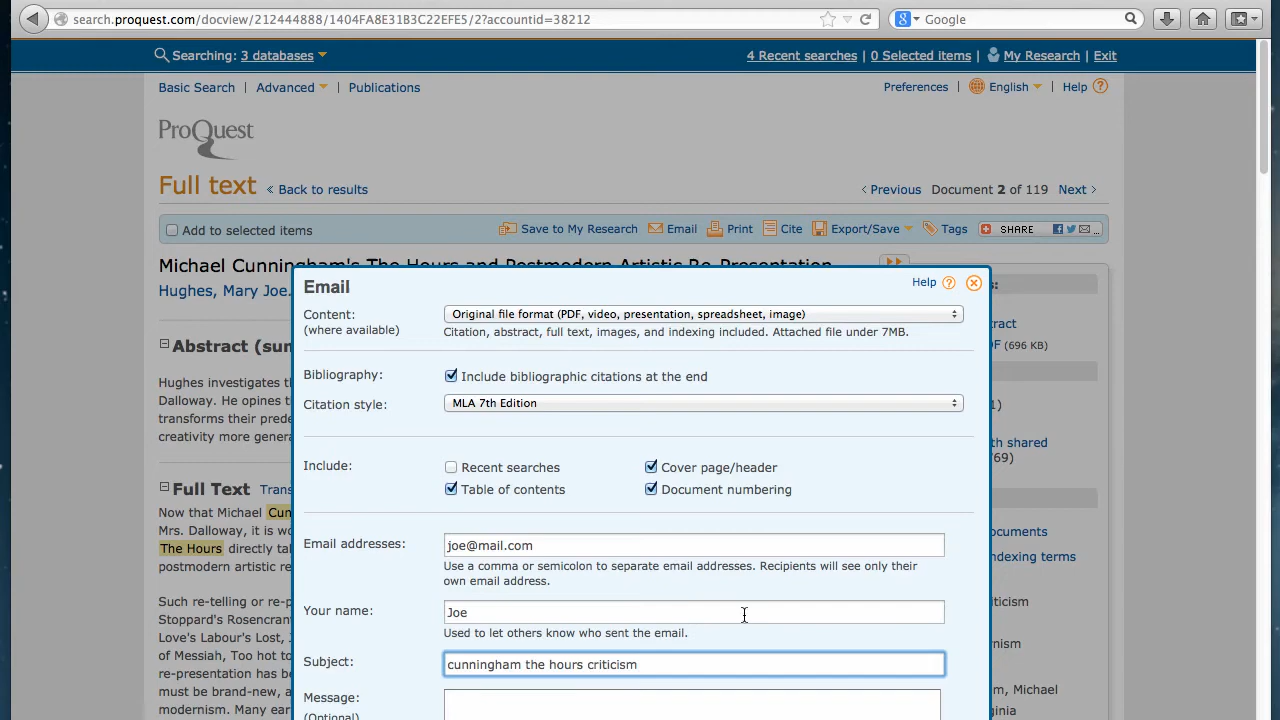 search.proquest.com/docview/212444888/1404FA8E31B3C22EFE5/2?accountid=38212
Google
Searching: 3 databases
4 Recent searches | 0 Selected items | My Research | Exit
Basic Search | Advanced | Publications
Preferences | English | Help ?
ProQuest
Full text < Back to results
< Previous Document 2 of 119 Next >
Add to selected items
Save to My Research Email Print Cite Export/Save Tags SHARE
Michael Cunningham's The Hours and Postmodern Artistic Re-Presentation
Hughes, Mary Joe.
Abstract (sum
Hughes investigates th
Dalloway. He opines th
transforms their prede
creativity more genera
Full Text Trans
Now that Michael Cun
Mrs. Dalloway, it is wo
The Hours directly tal
postmodern artistic re
Such re-telling or re-p
Stoppard's Rosencran
Love's Labour's Lost, J
of Messiah, Too hot to
re-presentation has be
must be brand-new, a
modernism. Many ear
Email
Help ?
Content:
(where available)
Original file format (PDF, video, presentation, spreadsheet, image)
Citation, abstract, full text, images, and indexing included. Attached file under 7MB.
Bibliography:
Include bibliographic citations at the end
Citation style:
MLA 7th Edition
Include:
Recent searches
Cover page/header
Table of contents
Document numbering
Email addresses:
joe@mail.com
Use a comma or semicolon to separate email addresses. Recipients will see only their
own email address.
Your name:
Joe
Used to let others know who sent the email.
Subject:
cunningham the hours criticism
Message:
(Optional)
s:
ract
DF (696 KB)
1)
th shared
69)
ocuments
ndexing terms
riticism
rnism
m, Michael
ginia